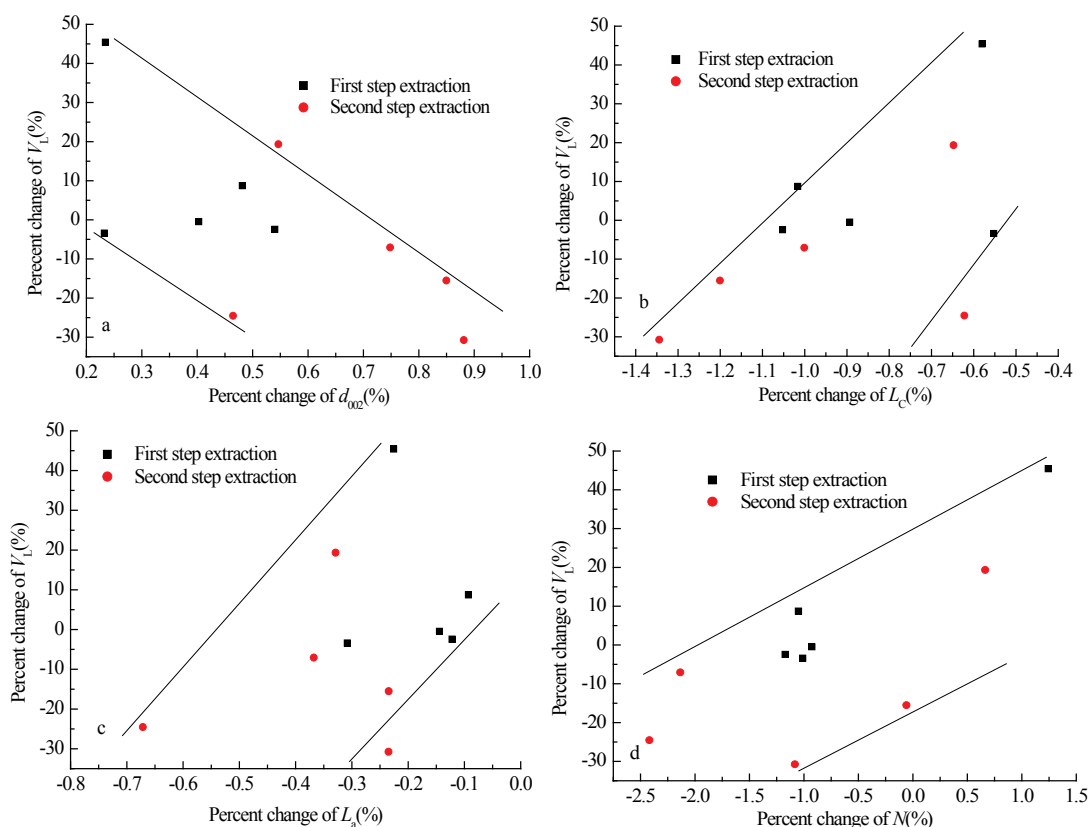 50
40
30
20
10
0
-10
-20
-30
Perecent change of V_L(%)
First step extraction
Second step extraction
a
0.2 0.3 0.4 0.5 0.6 0.7 0.8 0.9 1.0
Percent change of d_002(%)
50
40
30
20
10
0
-10
-20
-30
Percent change of V_L(%)
First step extracion
Second step extraction
b
-1.4 -1.3 -1.2 -1.1 -1.0 -0.9 -0.8 -0.7 -0.6 -0.5 -0.4
Percent change of L_C(%)
50
40
30
20
10
0
-10
-20
-30
Percent change of V_L(%)
First step extraction
Second step extraction
c
-0.8 -0.7 -0.6 -0.5 -0.4 -0.3 -0.2 -0.1 0.0
Percent change of L_a(%)
50
40
30
20
10
0
-10
-20
-30
Percent change of V_L(%)
First step extraction
Second step extraction
d
-2.5 -2.0 -1.5 -1.0 -0.5 0.0 0.5 1.0 1.5
Percent change of N(%)